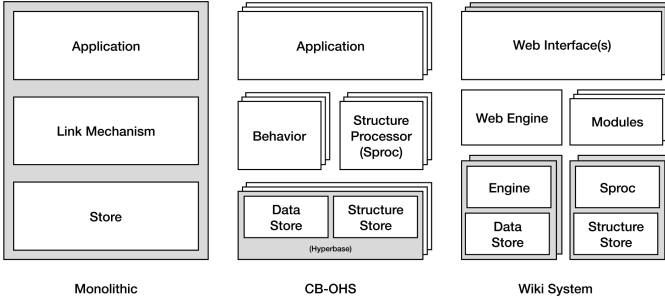 Application
Link Mechanism
Store
Monolithic
Application
Behavior
Structure
Processor
(Sproc)
Data
Store
Structure
Store
(Hyperbase)
CB-OHS
Web Interface(s)
Web Engine
Modules
Engine
Sproc
Data
Store
Structure
Store
Wiki System